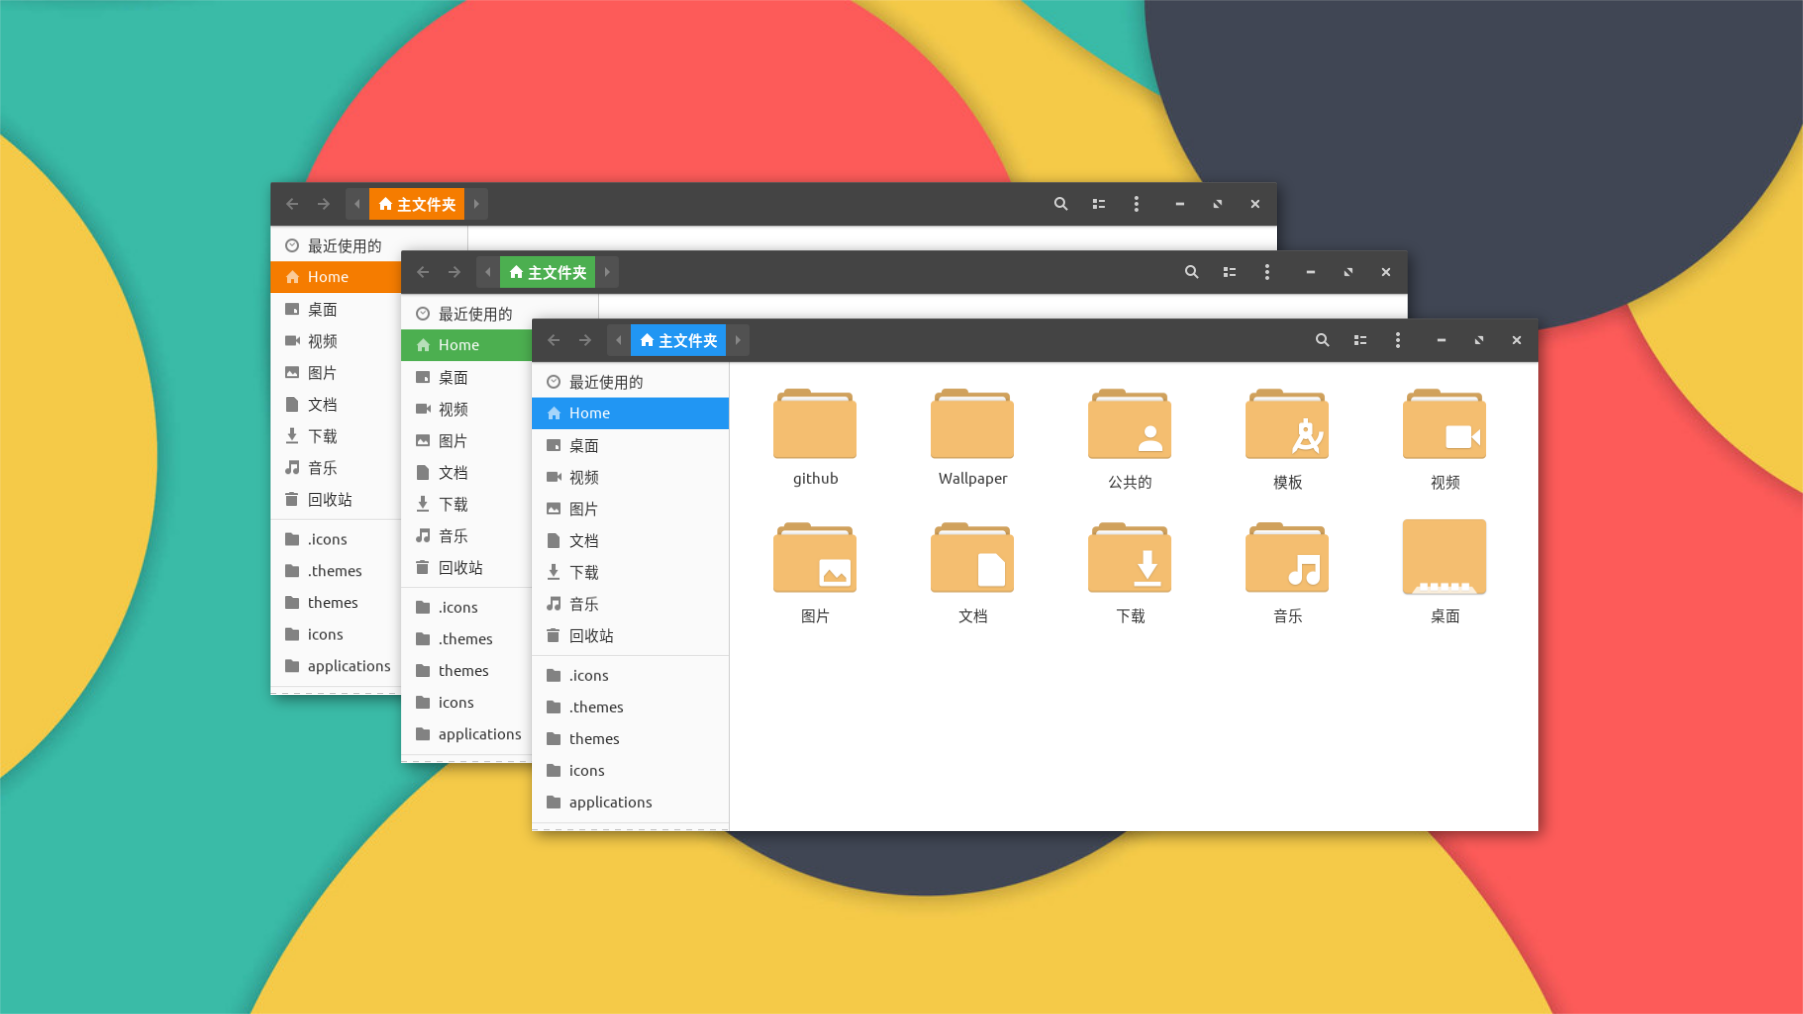 主文件夹
最近使用的
Home
桌面
视频
图片
文档
下载
音乐
回收站
.icons
.themes
themes
icons
applications
主文件夹
最近使用的
Home
桌面
视频
图片
文档
下载
音乐
回收站
.icons
.themes
themes
icons
applications
主文件夹
最近使用的
Home
桌面
视频
图片
文档
下载
音乐
回收站
.icons
.themes
themes
icons
applications
github Wallpaper 公共的 模板 视频
图片 文档 下载 音乐 桌面